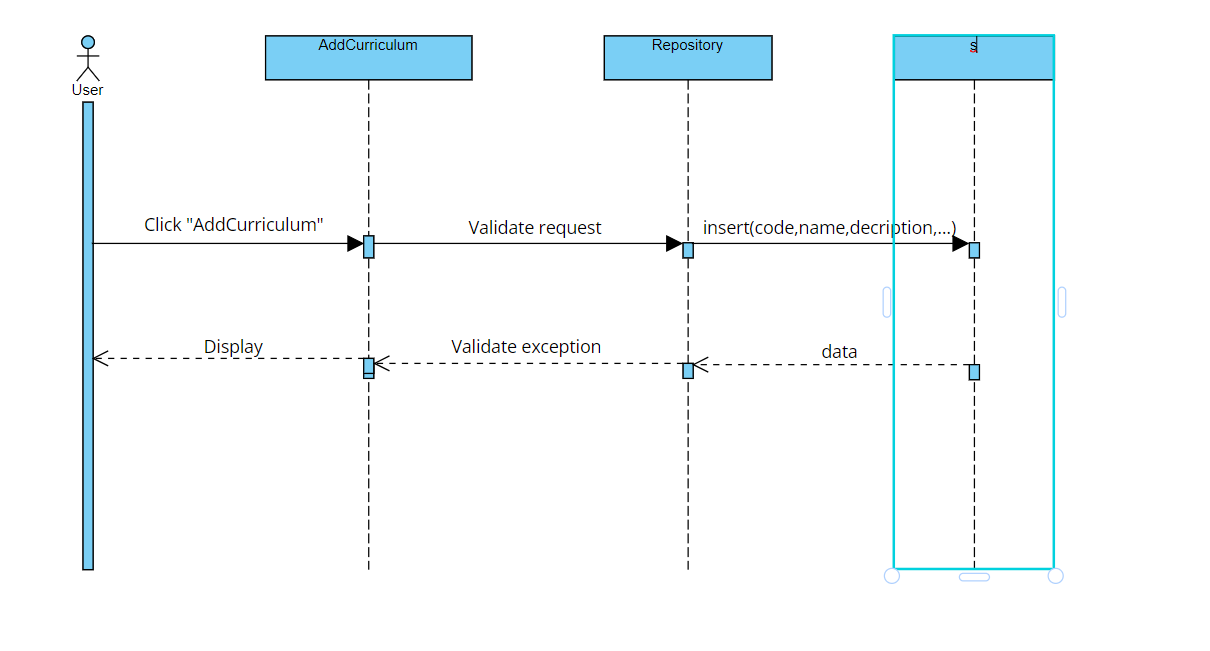 AddCurriculum
Repository
s
User
Click "AddCurriculum"
Validate request
insert(code,name,decription,...)
Display
Validate exception
data